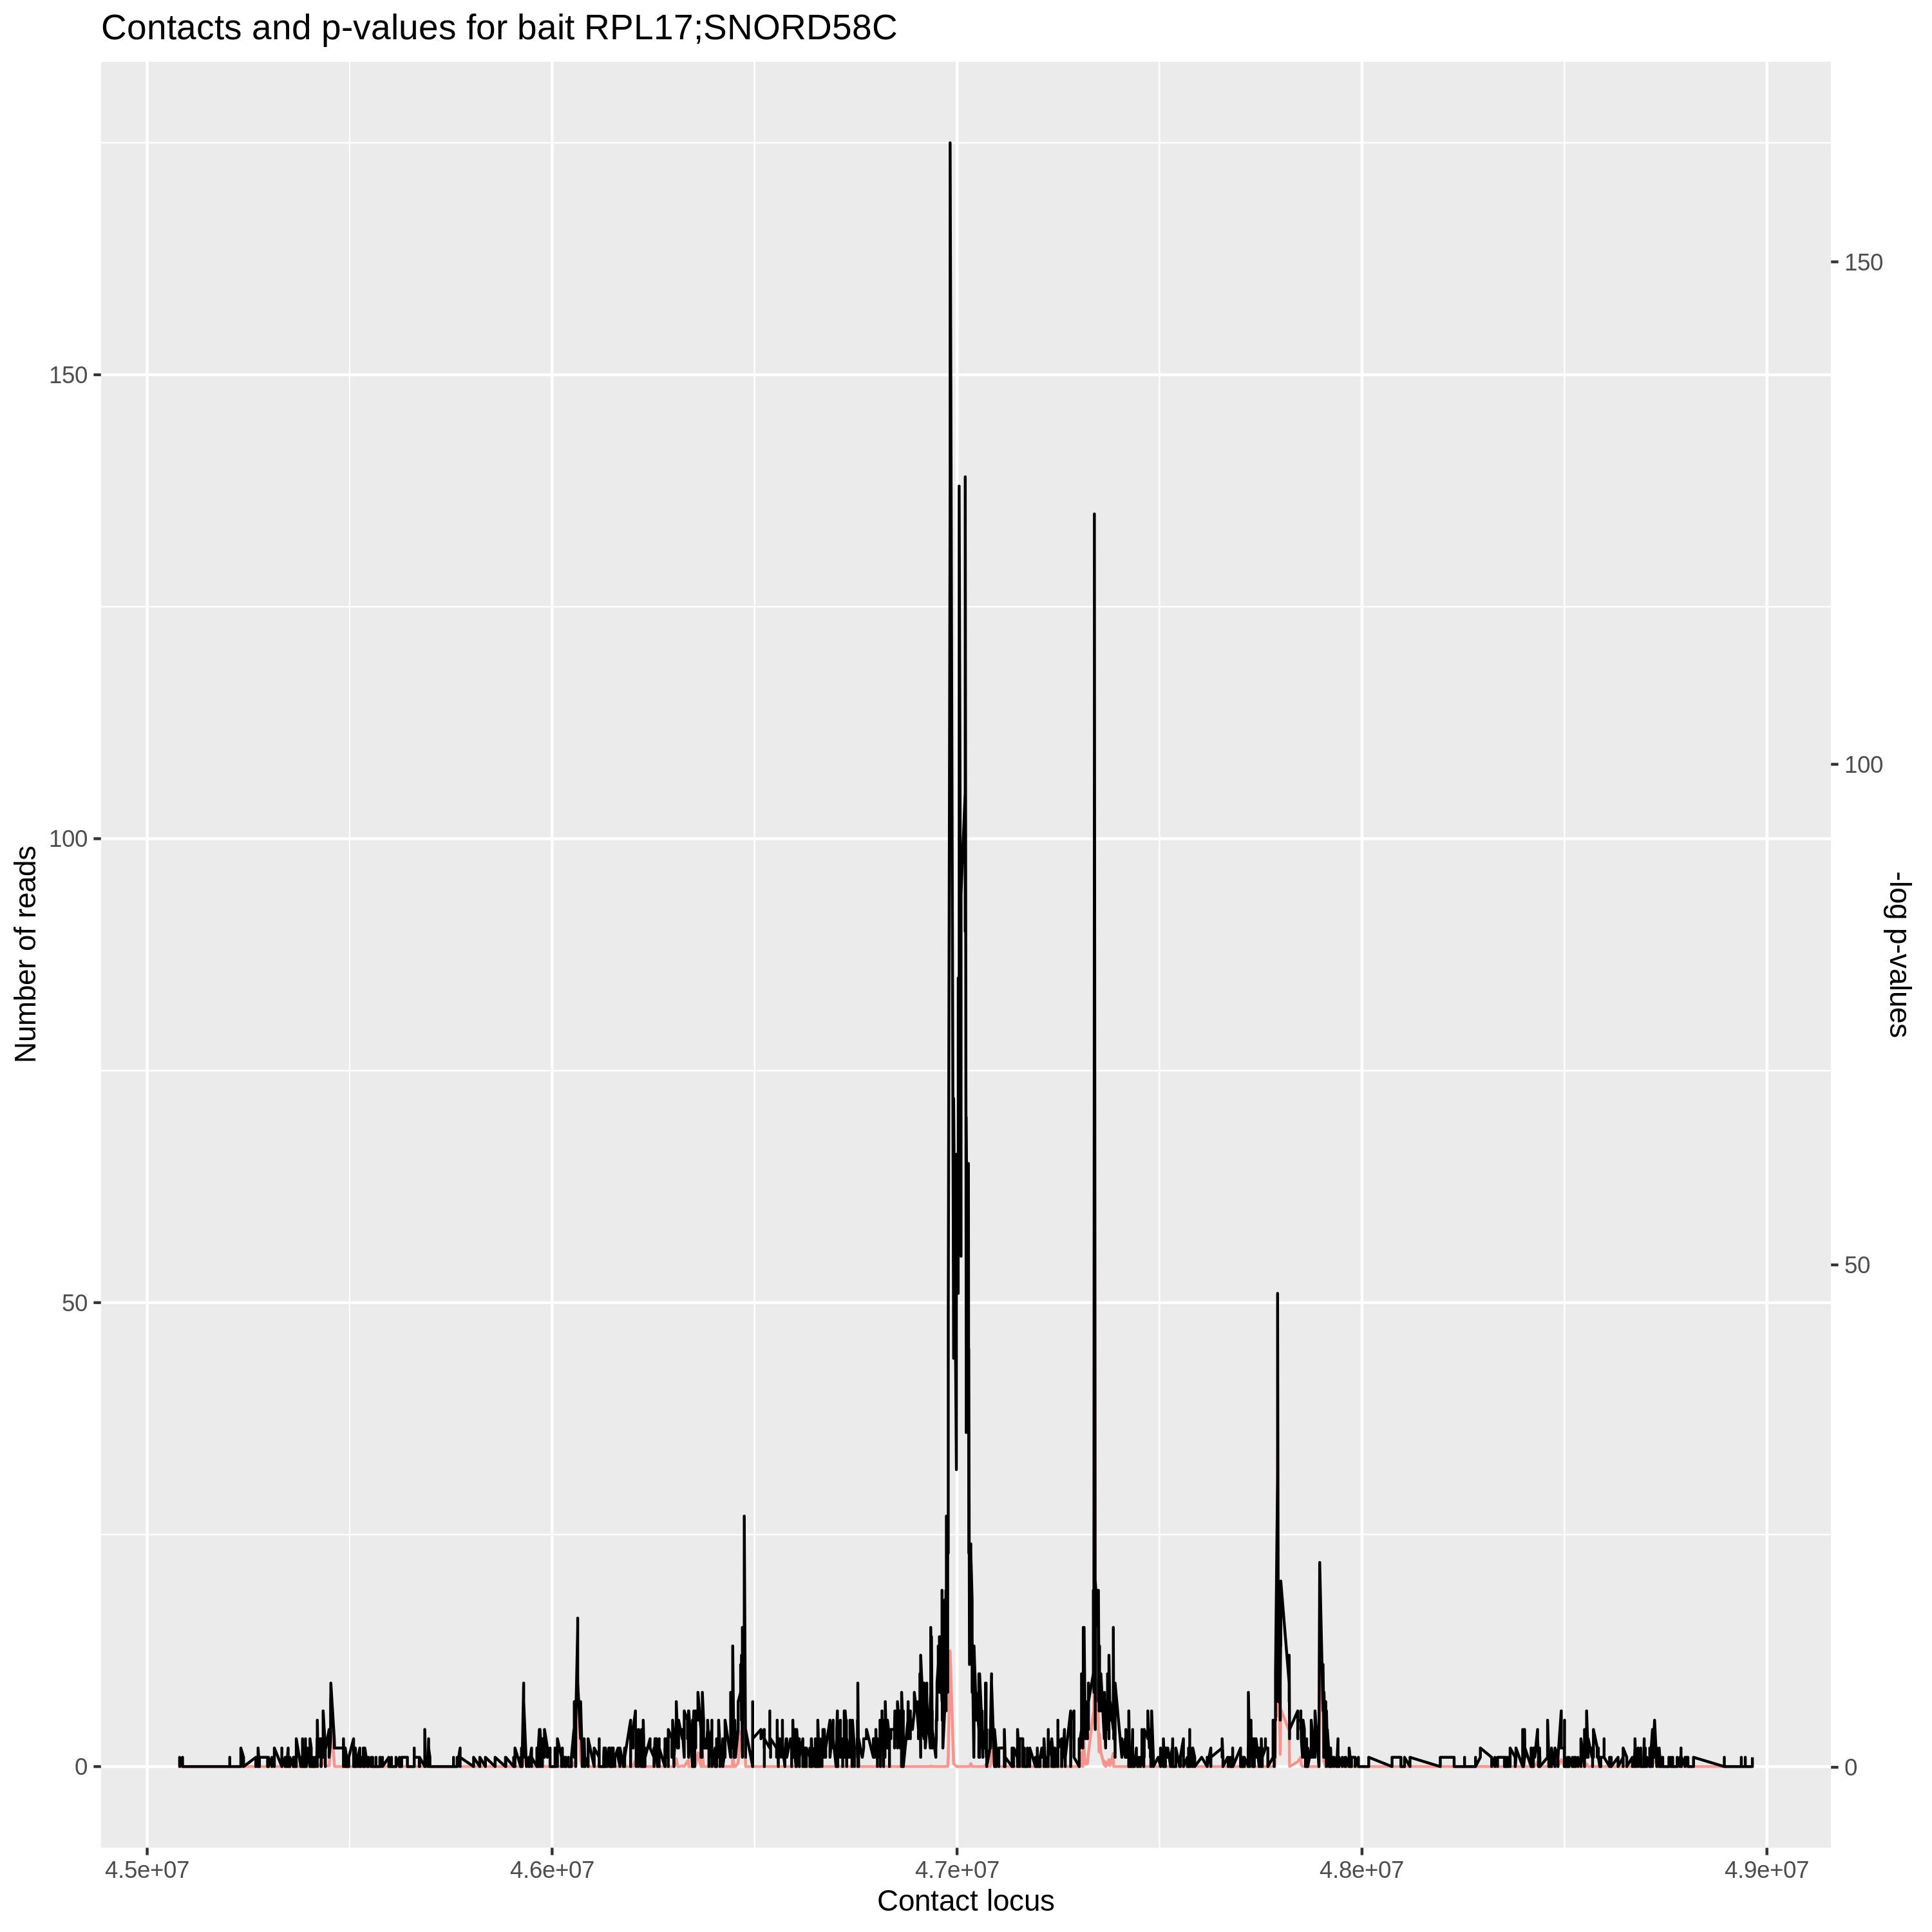 Contacts and p-values for bait RPL17;SNORD58C
150
100
50
0
Number of reads
150
100
50
0
-log p-values
4.5e+07
4.6e+07
4.7e+07
4.8e+07
4.9e+07
Contact locus